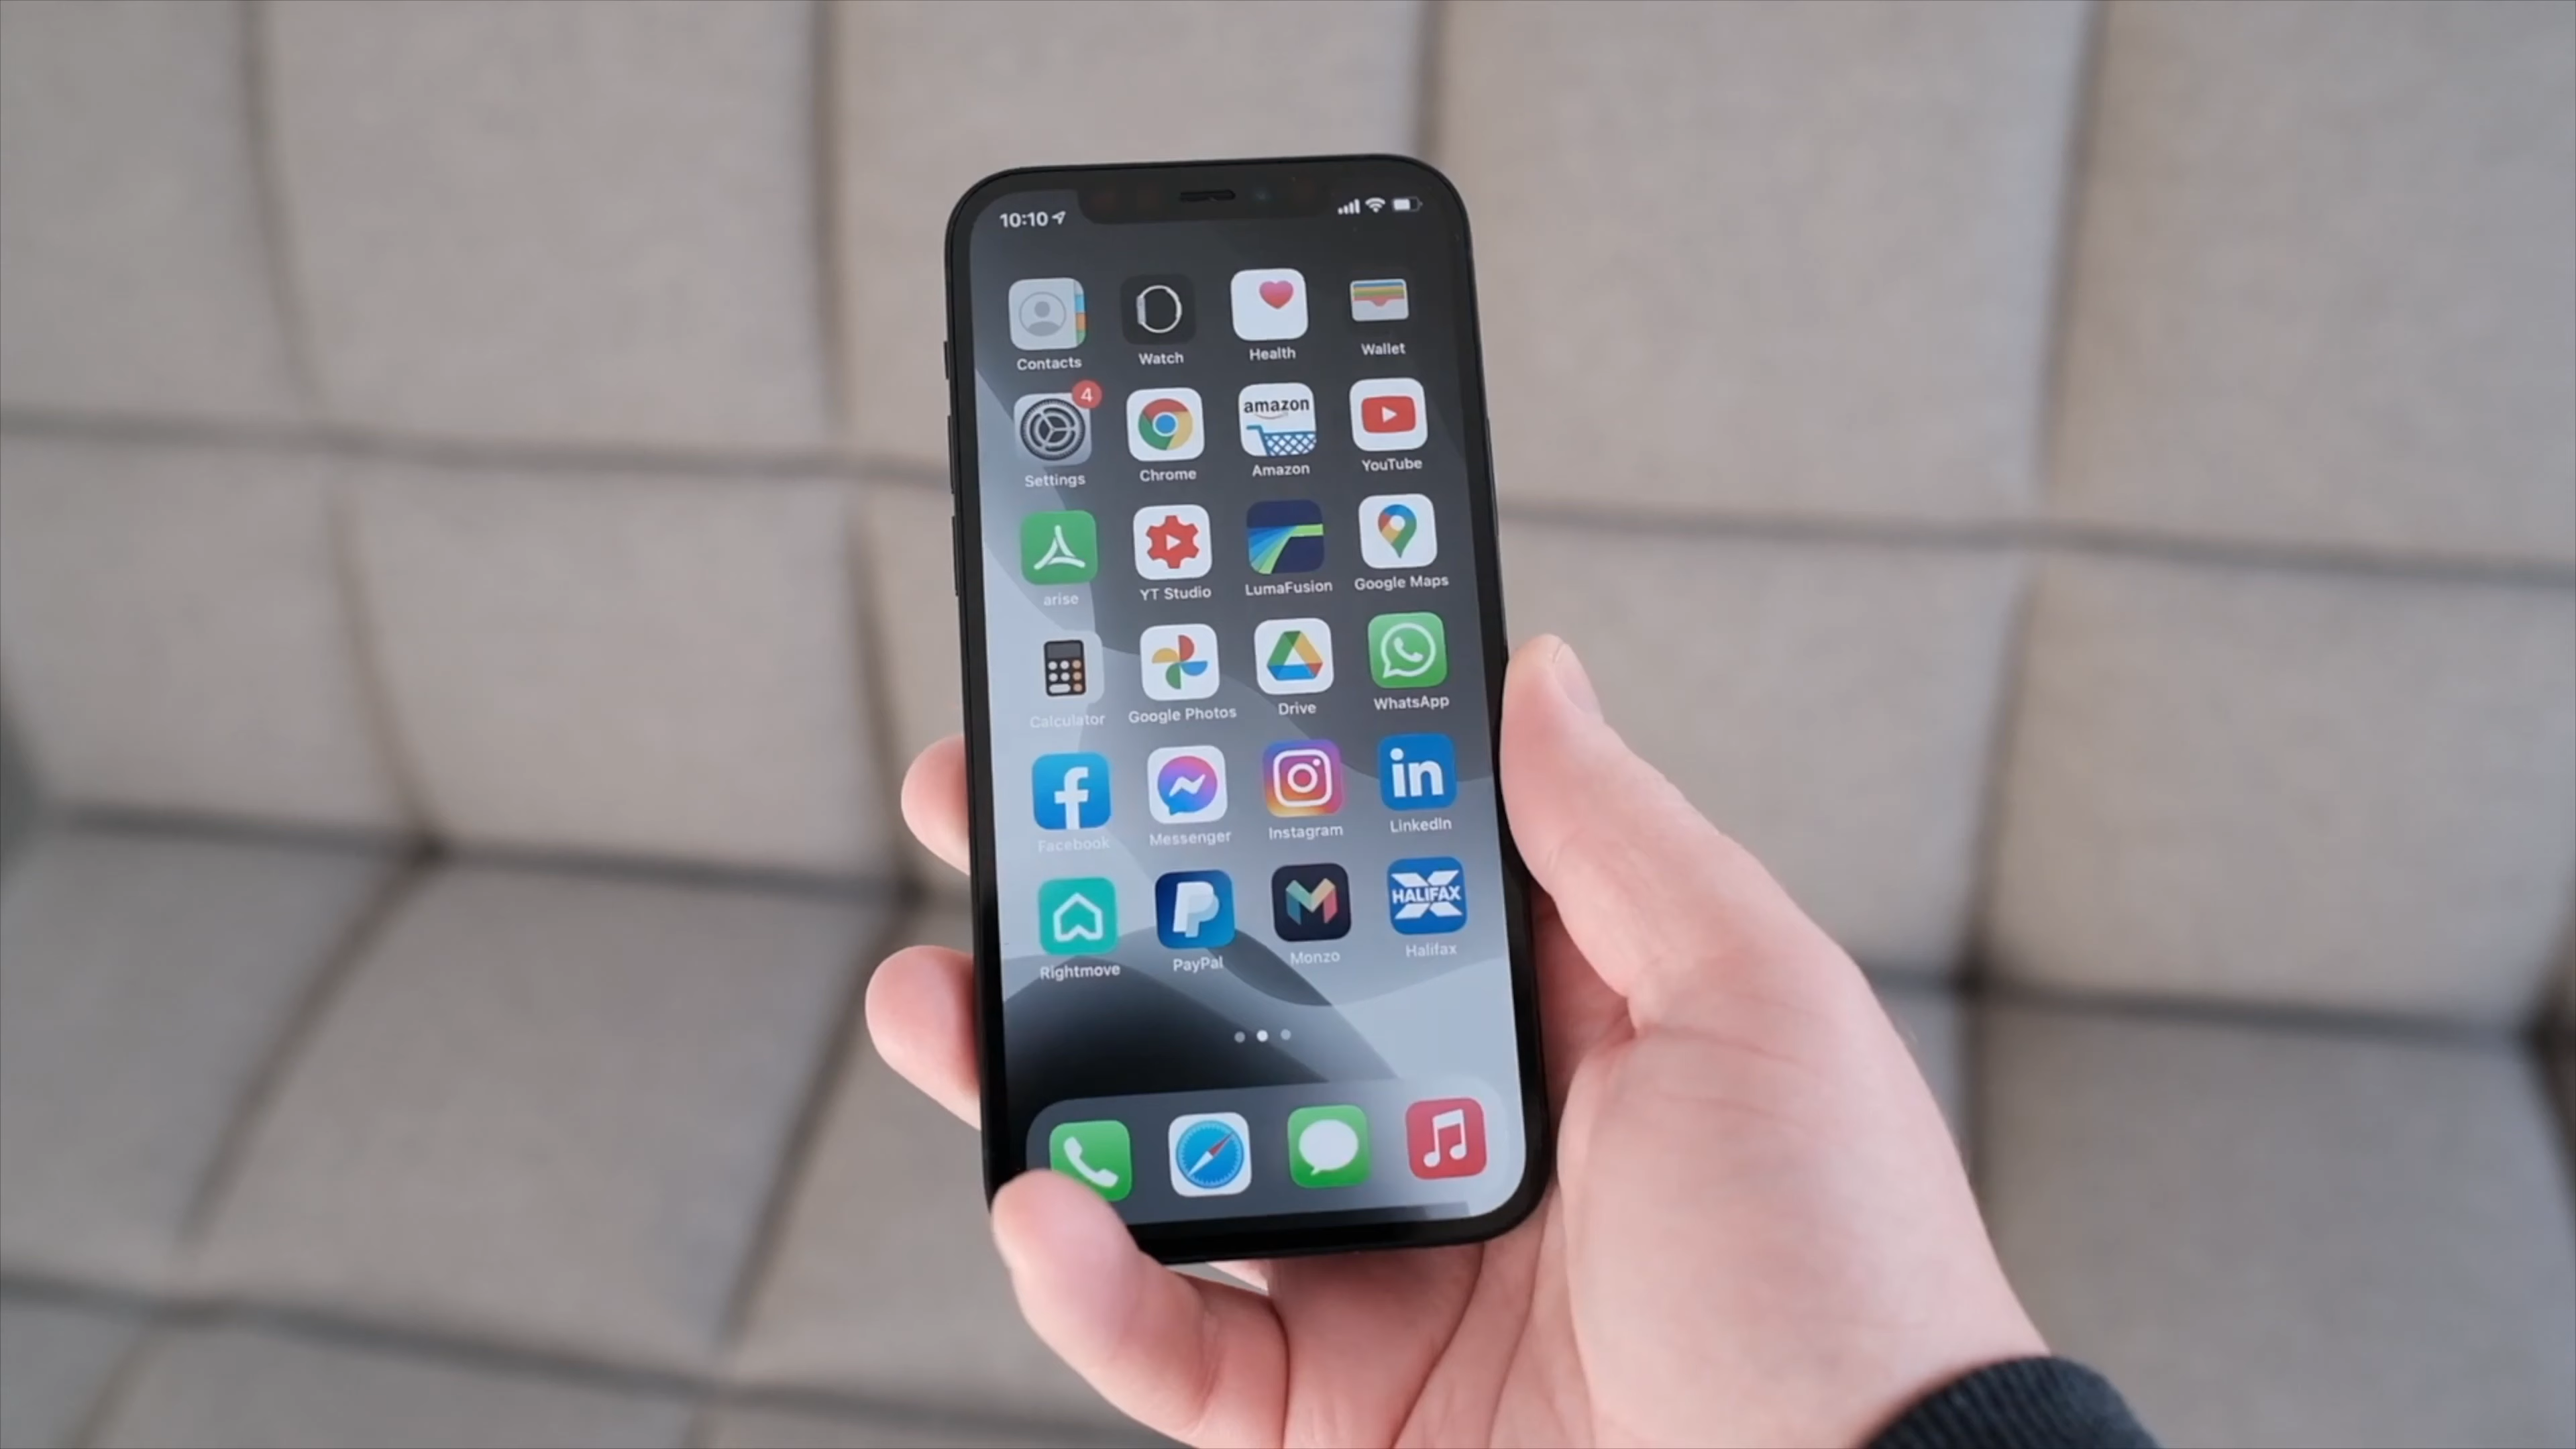 10:10
Contacts Watch Health Wallet
4
amazon
Settings Chrome Amazon YouTube
arise YT Studio LumaFusion Google Maps
Calculator Google Photos Drive WhatsApp
in
Facebook Messenger Instagram LinkedIn
HALIFAX
Rightmove PayPal Monzo Halifax